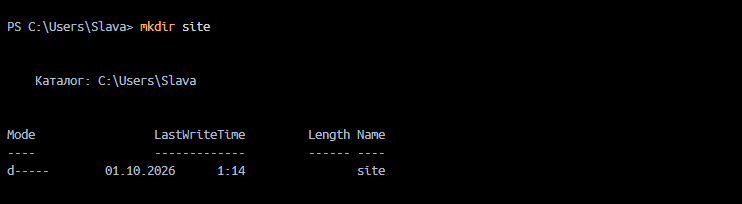 PS C:\Users\Slava> mkdir site
Каталог: C:\Users\Slava
Mode LastWriteTime Length Name
---- ------------- ------ ----
d----- 01.10.2026 1:14 site